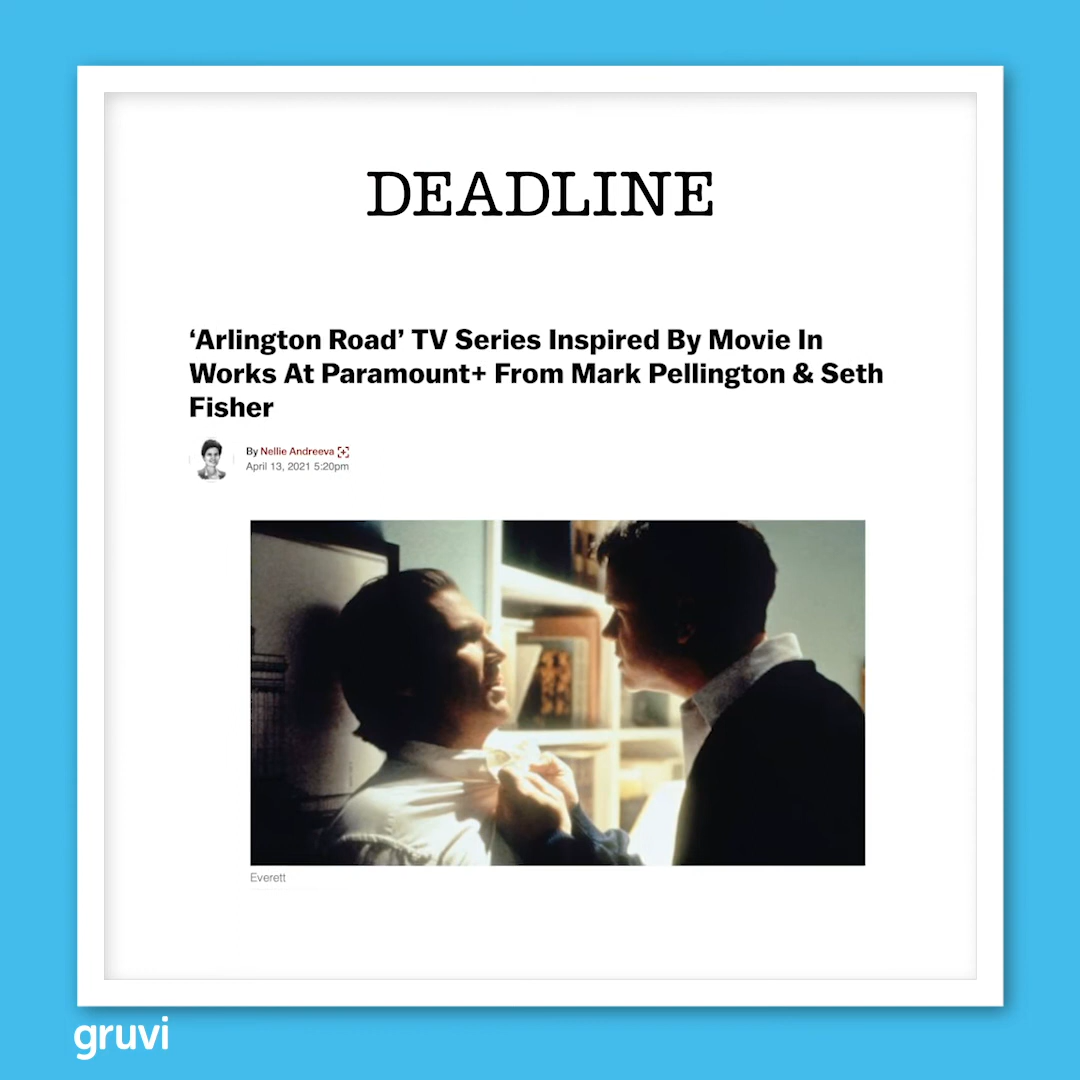 DEADLINE
‘Arlington Road’ TV Series Inspired By Movie In
Works At Paramount+ From Mark Pellington & Seth
Fisher
By Nellie Andreeva
April 13, 2021 5:20pm
Everett
gruvi